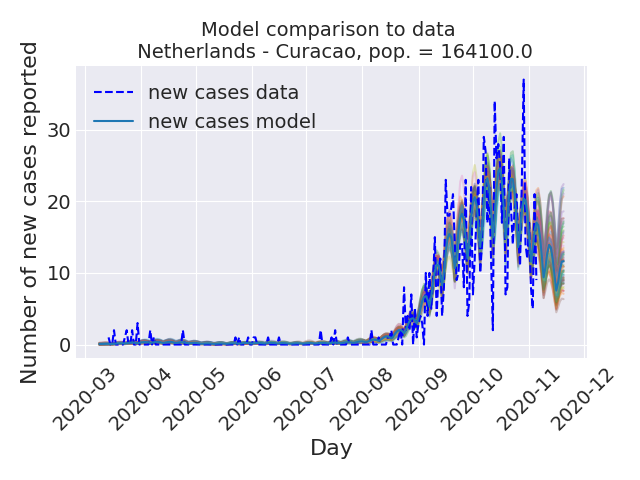 Model comparison to data
Netherlands - Curacao, pop. = 164100.0
new cases data
new cases model
Number of new cases reported
30
20
10
0
2020-03
2020-04
2020-05
2020-06
2020-07
2020-08
2020-09
2020-10
2020-11
2020-12
Day